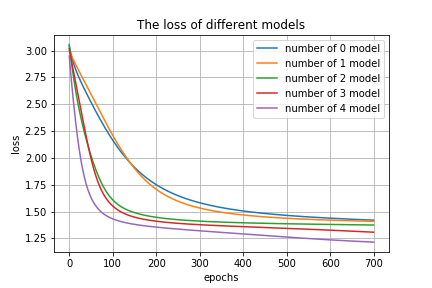 The loss of different models
number of 0 model
number of 1 model
number of 2 model
number of 3 model
number of 4 model
loss
3.00
2.75
2.50
2.25
2.00
1.75
1.50
1.25
0 100 200 300 400 500 600 700
epochs